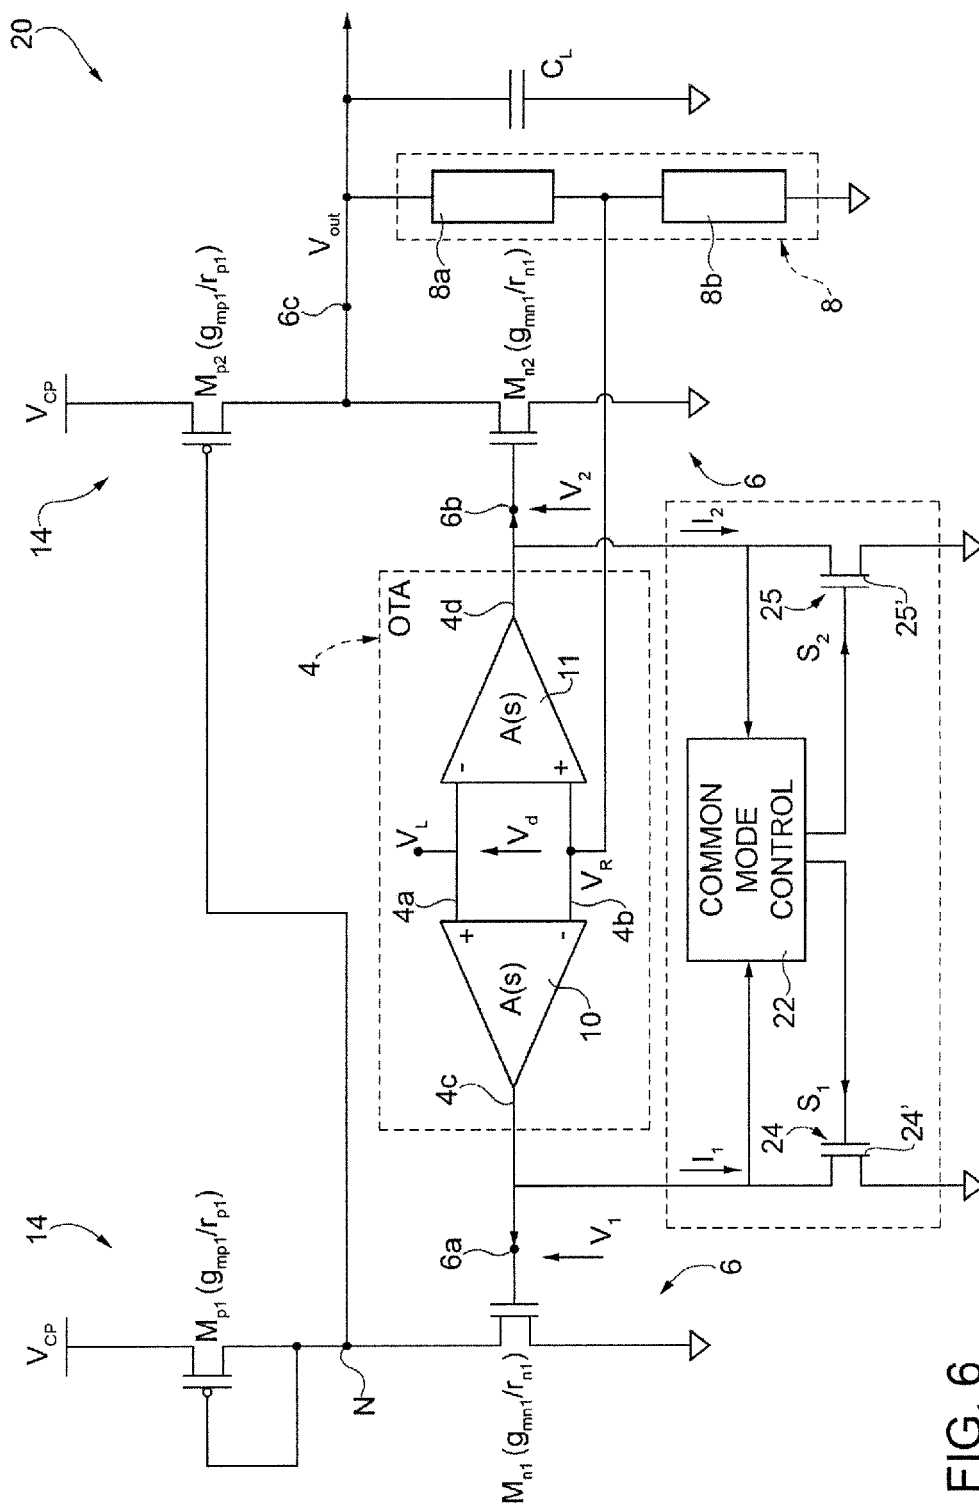 20
14
V_CP
M_p1 (g_mp1/r_p1)
14
V_CP
M_p2 (g_mp1/r_p1)
V_out
6c
N
C_L
8a
8b
8
4
OTA
V_L
4a
V_d
V_R
4b
+
-
A(s)
10
4c
-
+
A(s)
11
4d
6a
V_1
6
M_n1 (g_mn1/r_n1)
6b
V_2
6
M_n2 (g_mn1/r_n1)
I_1
I_2
COMMON
MODE
CONTROL
22
S_1
24
24'
S_2
25
25'
FIG. 6